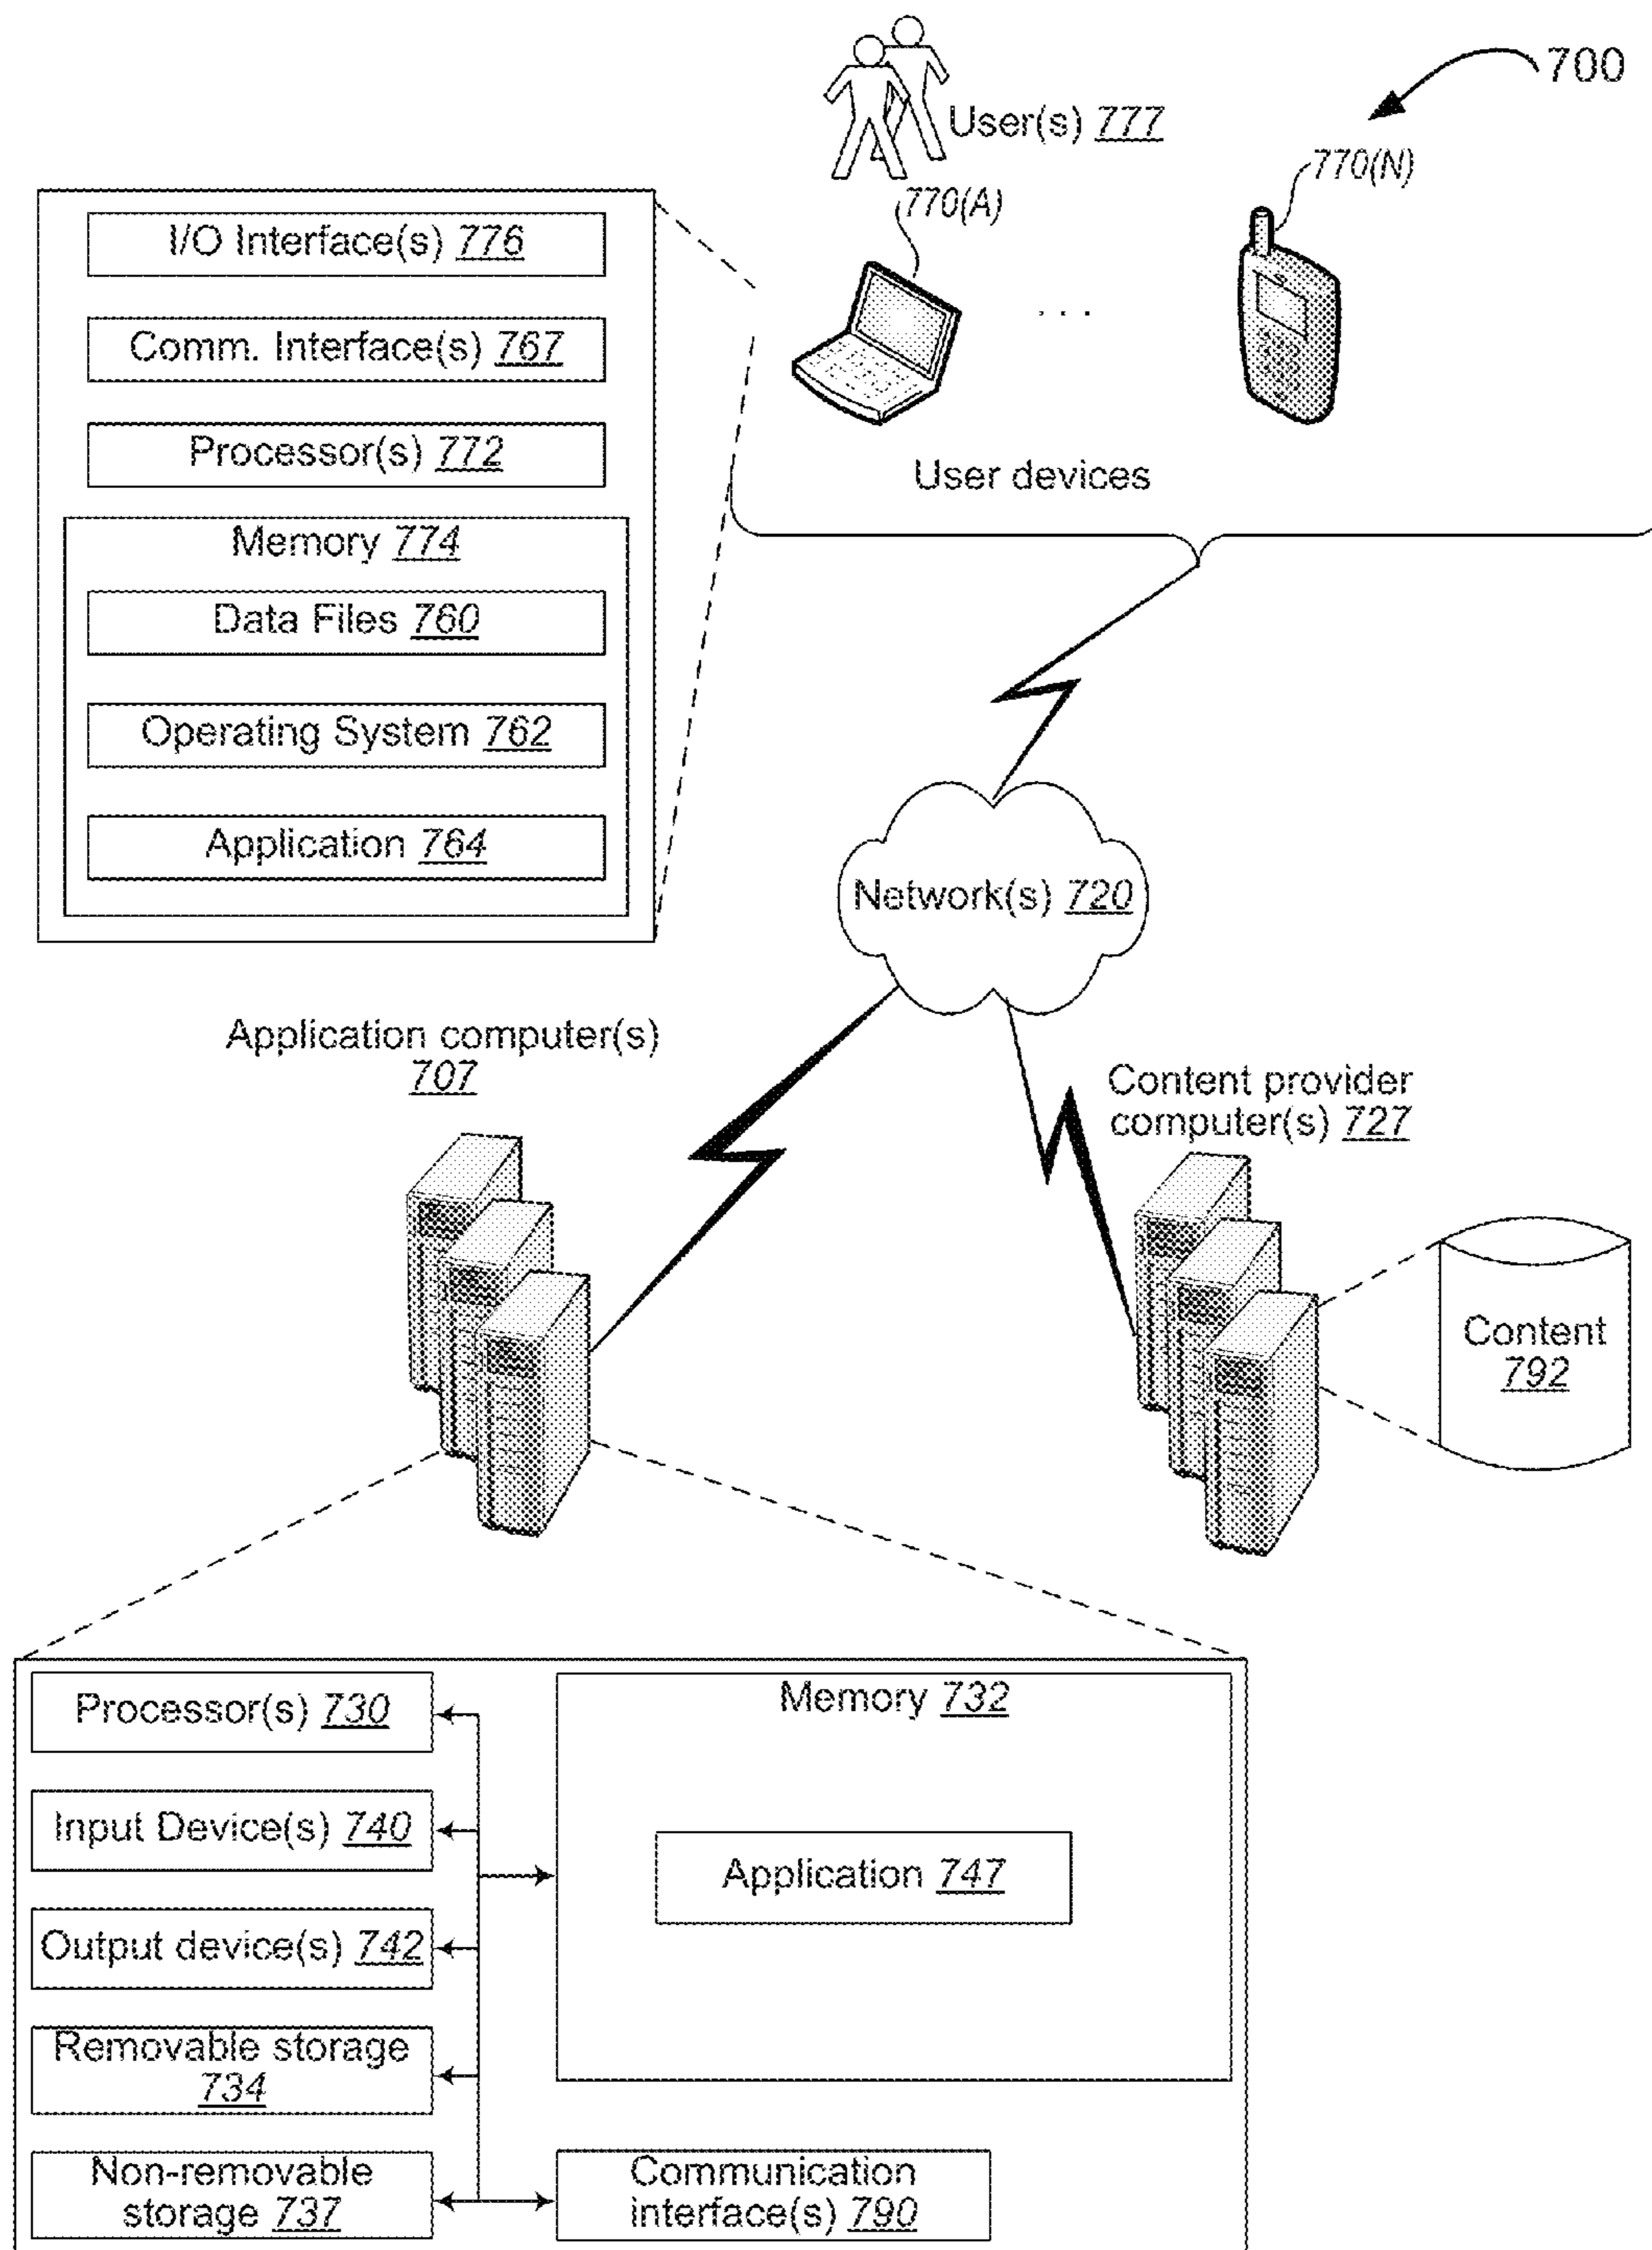 700
User(s) 777
770(A)
770(N)
I/O Interface(s) 776
Comm. Interface(s) 767
Processor(s) 772
Memory 774
Data Files 760
Operating System 762
Application 764
. . .
User devices
Network(s) 720
Application computer(s)
707
Content provider
computer(s) 727
Content
792
Processor(s) 730
Input Device(s) 740
Output device(s) 742
Removable storage
734
Non-removable
storage 737
Memory 732
Application 747
Communication
interface(s) 790